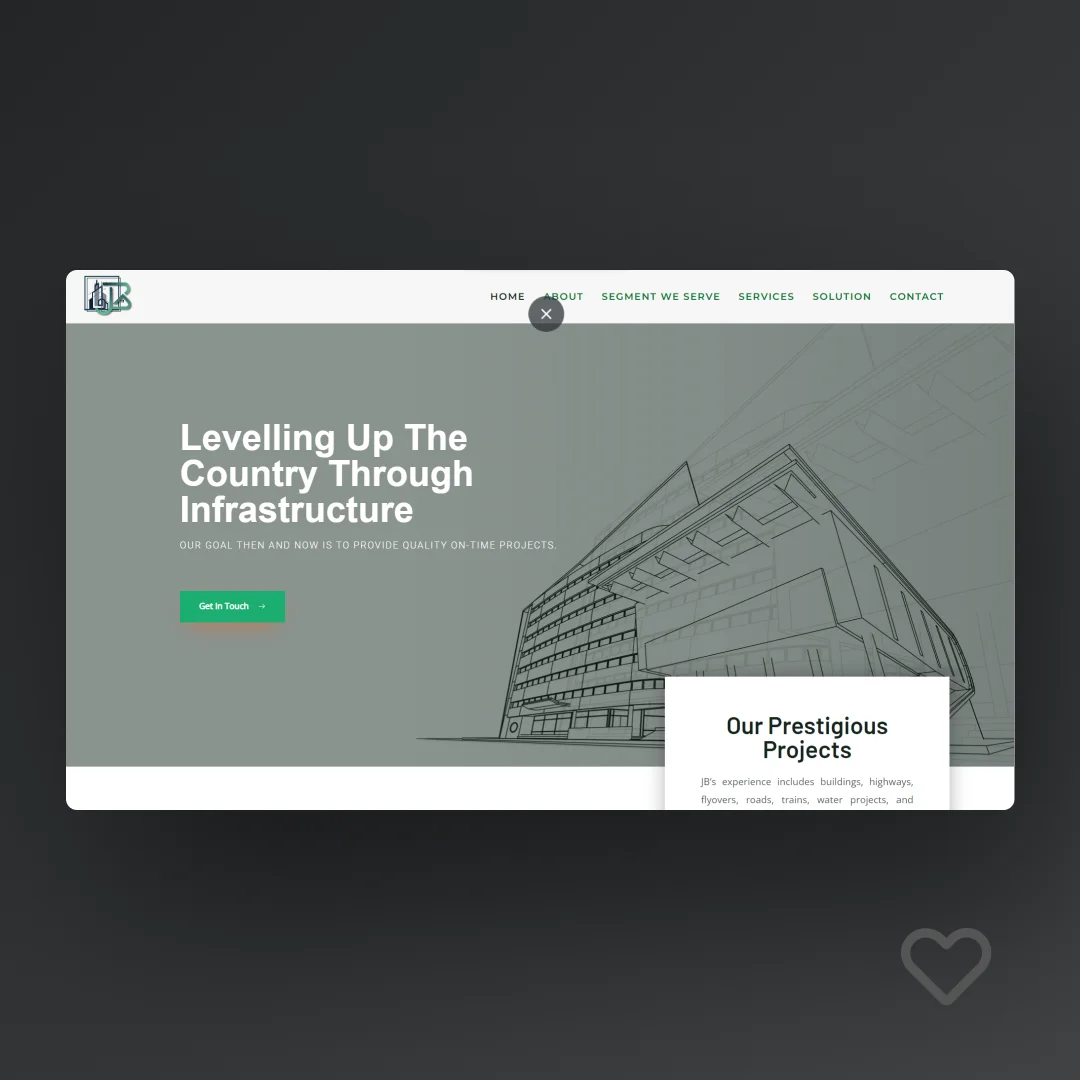 JB
HOME ABOUT SEGMENT WE SERVE SERVICES SOLUTION CONTACT
Levelling Up The
Country Through
Infrastructure
OUR GOAL THEN AND NOW IS TO PROVIDE QUALITY ON-TIME PROJECTS.
Get In Touch →
Our Prestigious
Projects
JB's experience includes buildings, highways,
flyovers, roads, trains, water projects, and